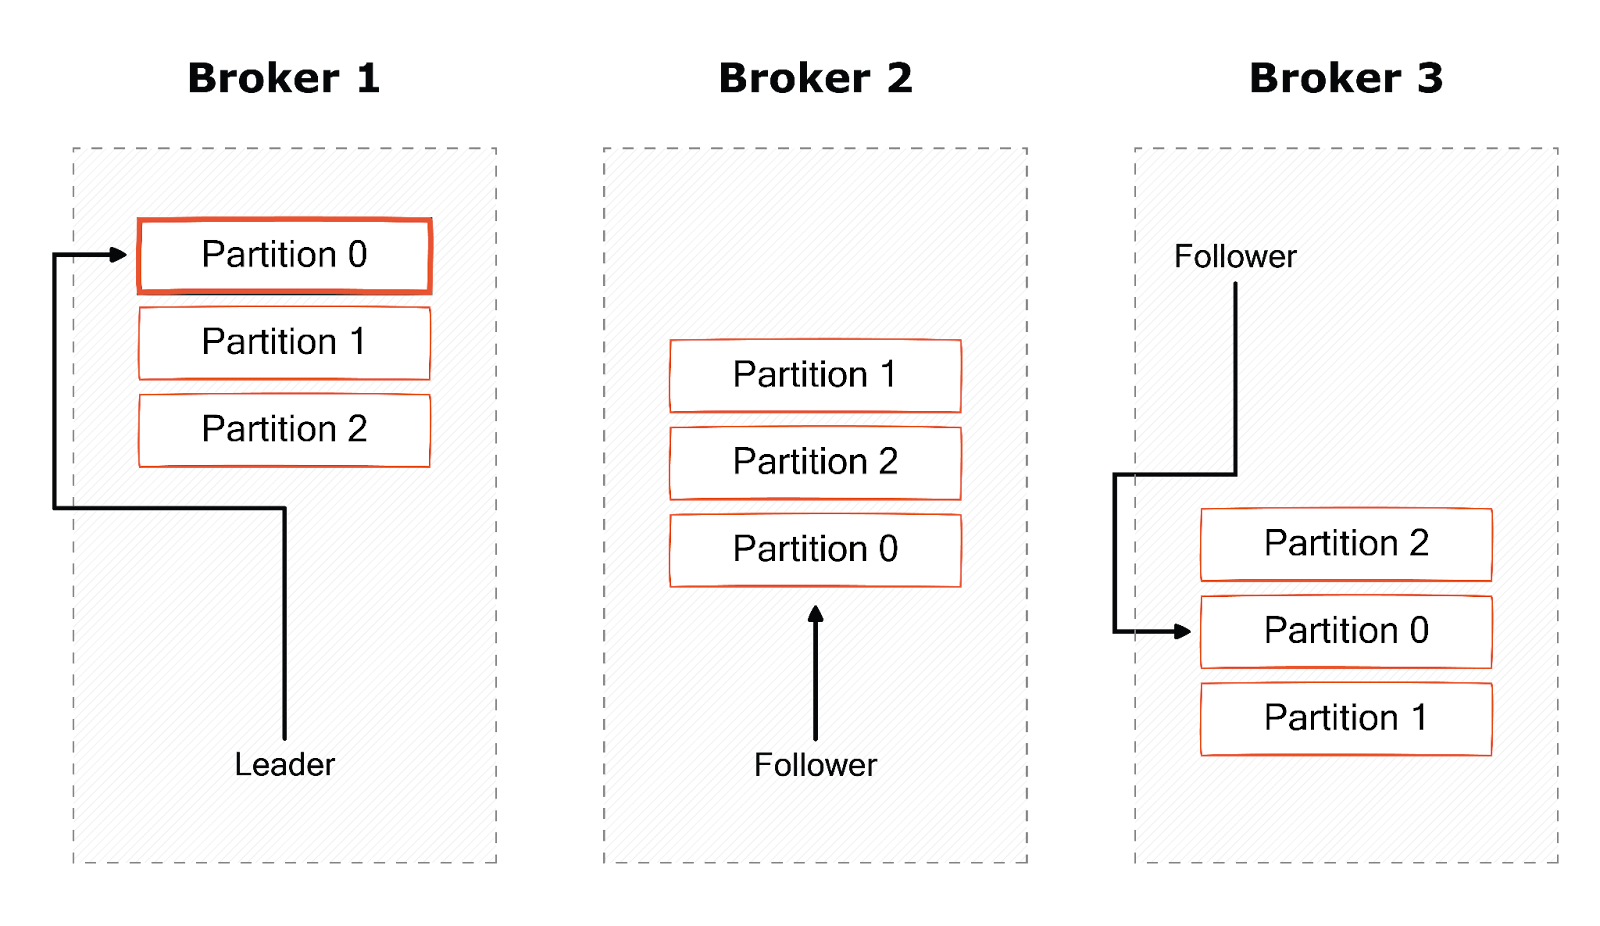 Broker 1
Partition 0
Partition 1
Partition 2
Leader
Broker 2
Partition 1
Partition 2
Partition 0
Follower
Broker 3
Follower
Partition 2
Partition 0
Partition 1